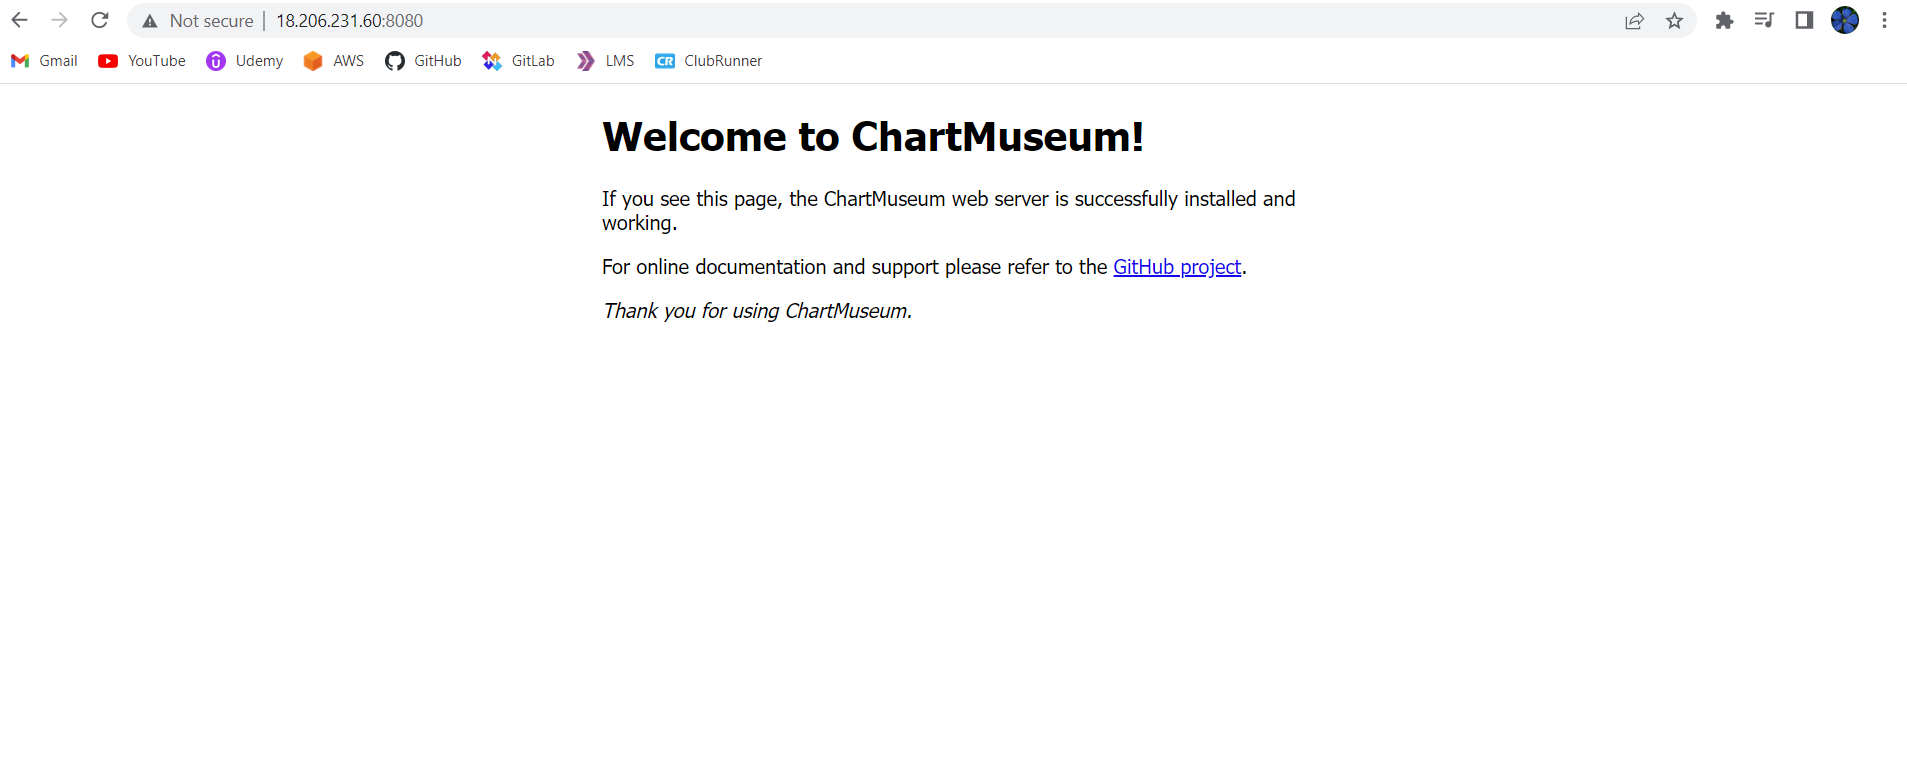 Not secure | 18.206.231.60:8080
Gmail YouTube Udemy AWS GitHub GitLab LMS CR ClubRunner
Welcome to ChartMuseum!
If you see this page, the ChartMuseum web server is successfully installed and
working.
For online documentation and support please refer to the GitHub project.
Thank you for using ChartMuseum.